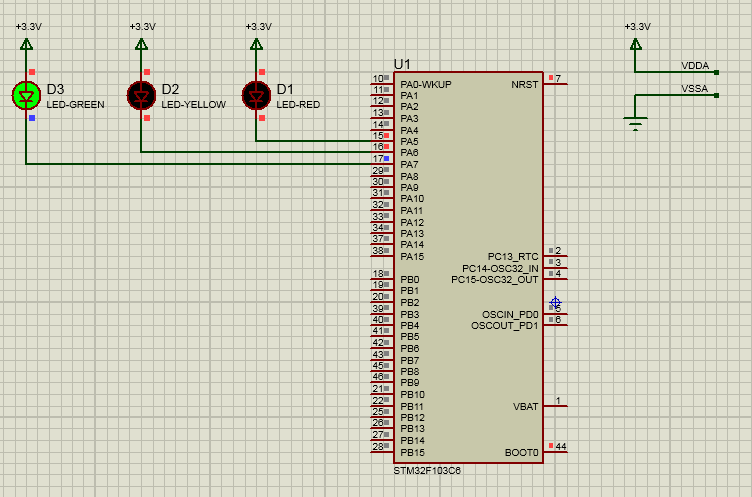 +3.3V
+3.3V
+3.3V
+3.3V
D3
LED-GREEN
D2
LED-YELLOW
D1
LED-RED
VDDA
VSSA
U1
10 PA0-WKUP
11 PA1
12 PA2
13 PA3
14 PA4
15 PA5
16 PA6
17 PA7
29 PA8
30 PA9
31 PA10
32 PA11
33 PA12
34 PA13
37 PA14
38 PA15
18 PB0
19 PB1
20 PB2
39 PB3
40 PB4
41 PB5
42 PB6
43 PB7
45 PB8
46 PB9
21 PB10
22 PB11
25 PB12
26 PB13
27 PB14
28 PB15
NRST 7
PC13_RTC 2
PC14-OSC32_IN 3
PC15-OSC32_OUT 4
OSCIN_PD0 5
OSCOUT_PD1 6
VBAT 1
BOOT0 44
STM32F103C6